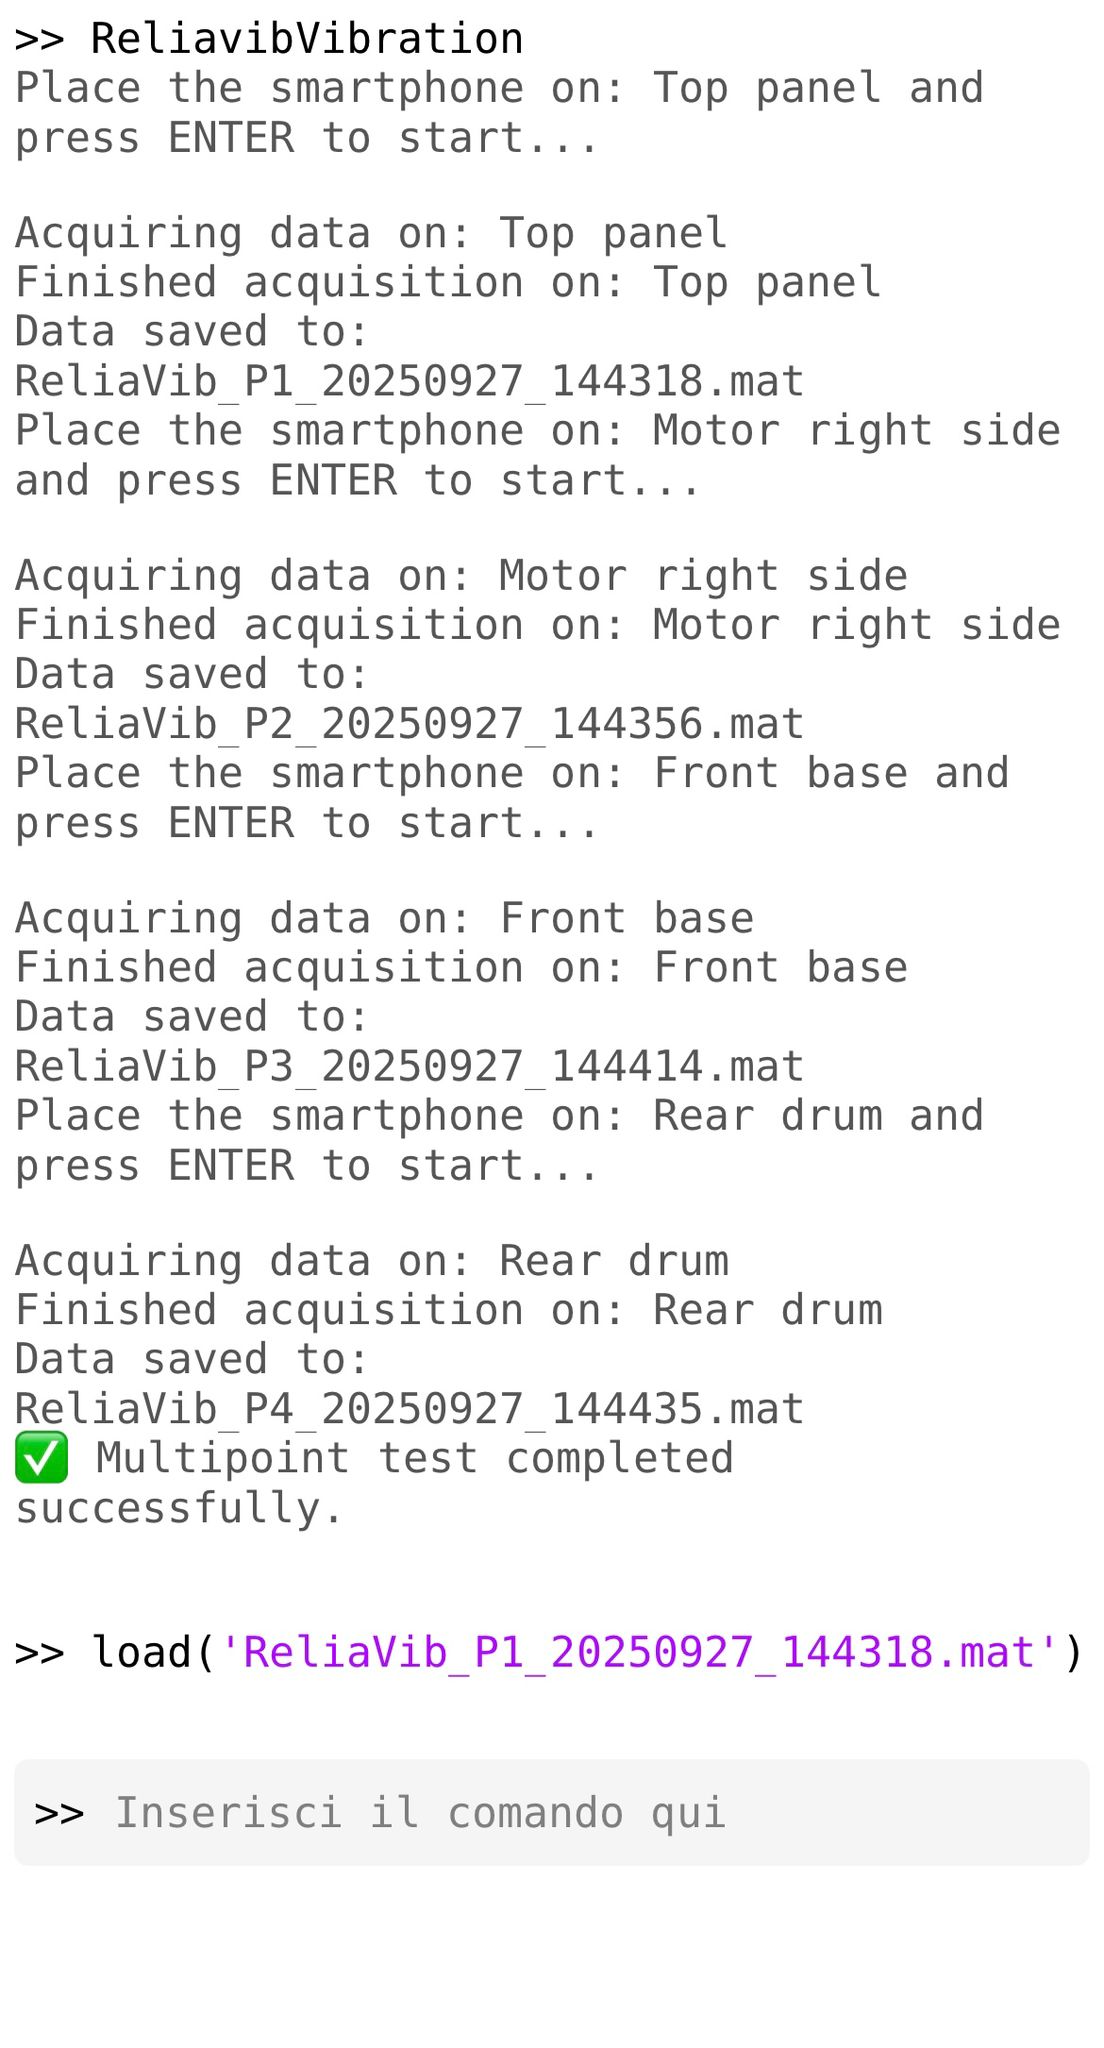 >> ReliavibVibration
Place the smartphone on: Top panel and
press ENTER to start...
Acquiring data on: Top panel
Finished acquisition on: Top panel
Data saved to:
ReliaVib_P1_20250927_144318.mat
Place the smartphone on: Motor right side
and press ENTER to start...
Acquiring data on: Motor right side
Finished acquisition on: Motor right side
Data saved to:
ReliaVib_P2_20250927_144356.mat
Place the smartphone on: Front base and
press ENTER to start...
Acquiring data on: Front base
Finished acquisition on: Front base
Data saved to:
ReliaVib_P3_20250927_144414.mat
Place the smartphone on: Rear drum and
press ENTER to start...
Acquiring data on: Rear drum
Finished acquisition on: Rear drum
Data saved to:
ReliaVib_P4_20250927_144435.mat
✅ Multipoint test completed
successfully.
>> load('ReliaVib_P1_20250927_144318.mat')
>> Inserisci il comando qui